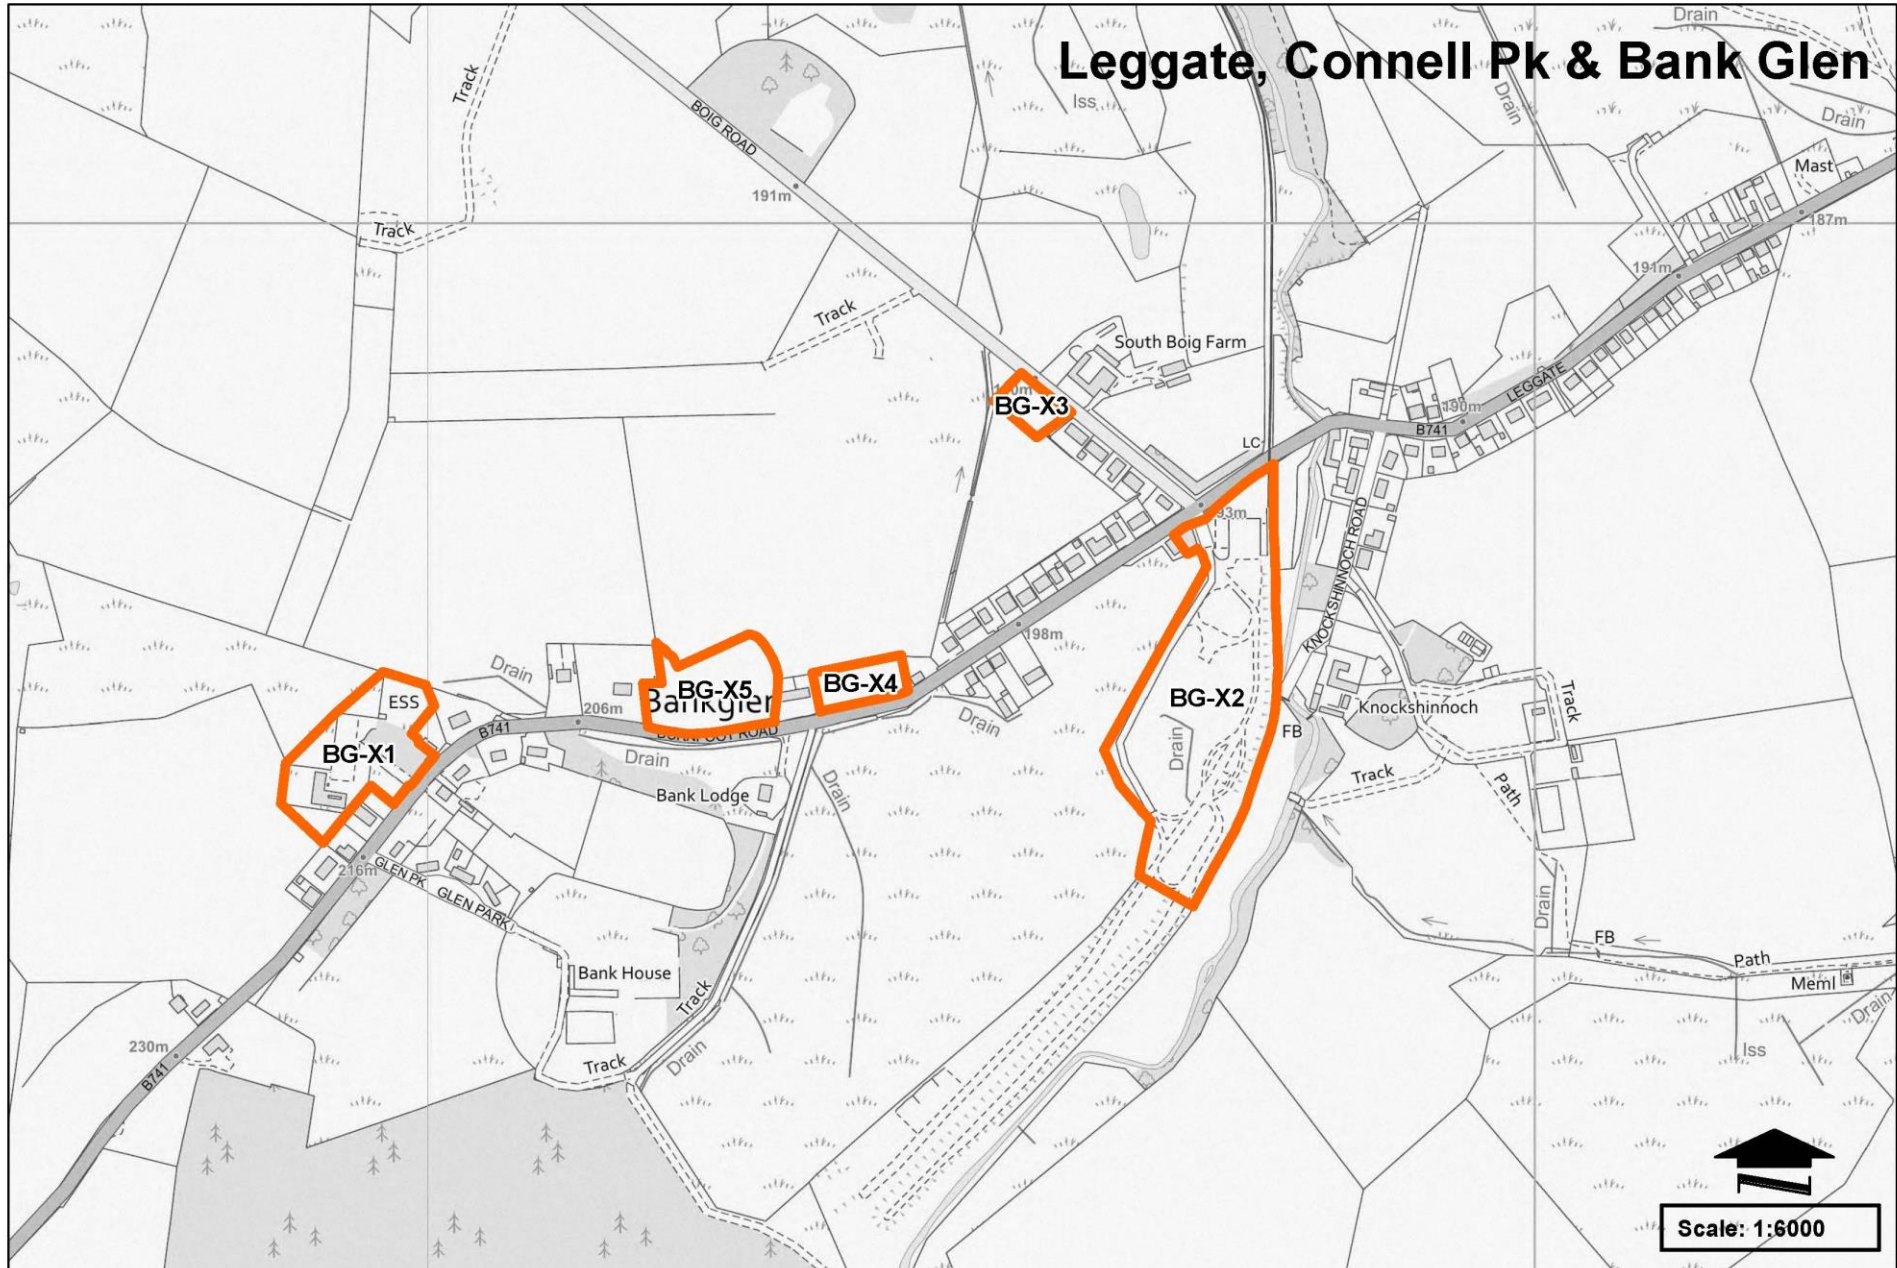 Drain
Leggate, Connell Pk & Bank Glen
Track
Iss
Drain
Drain
BOIG ROAD
Mast
191m
187m
Track
191m
Track
South Boig Farm
BG-X3
LEGGATE
190m
B741
LC
93m
KNOCKSHINNOCH ROAD
198m
Drain
ESS
BG-X5
BG-X4
BG-X2
Track
206m
Knockshinnoch
B741
Drain
FB
BG-X1
Drain
Drain
Track
Path
Bank Lodge
Drain
216m
GLEN PK
GLEN PARK
Drain
FB
Path
Bank House
Meml
Track
Drain
230m
Drain
Iss
Track
B741
Scale: 1:6000